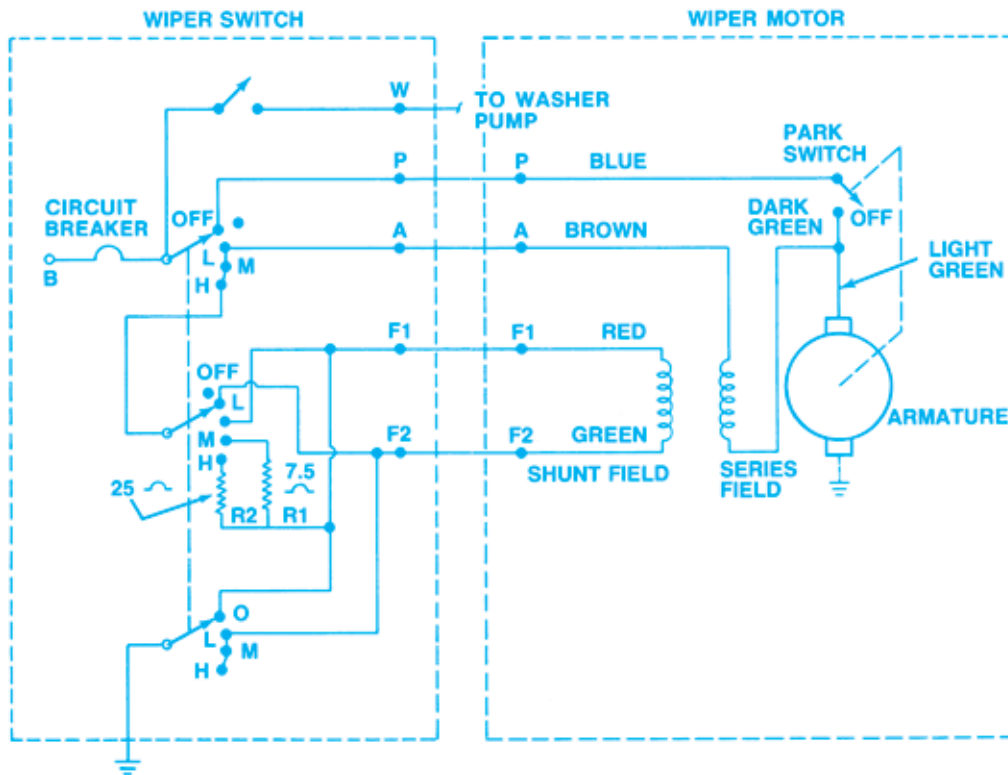 WIPER SWITCH
WIPER MOTOR
W
TO WASHER
PUMP
PARK
SWITCH
P
P
BLUE
CIRCUIT
BREAKER
OFF
DARK
GREEN
OFF
A
A
BROWN
L
M
H
B
LIGHT
GREEN
F1
F1
RED
OFF
L
ARMATURE
M
F2
F2
GREEN
H
SHUNT FIELD
SERIES
FIELD
25
7.5
R2
R1
O
L
M
H